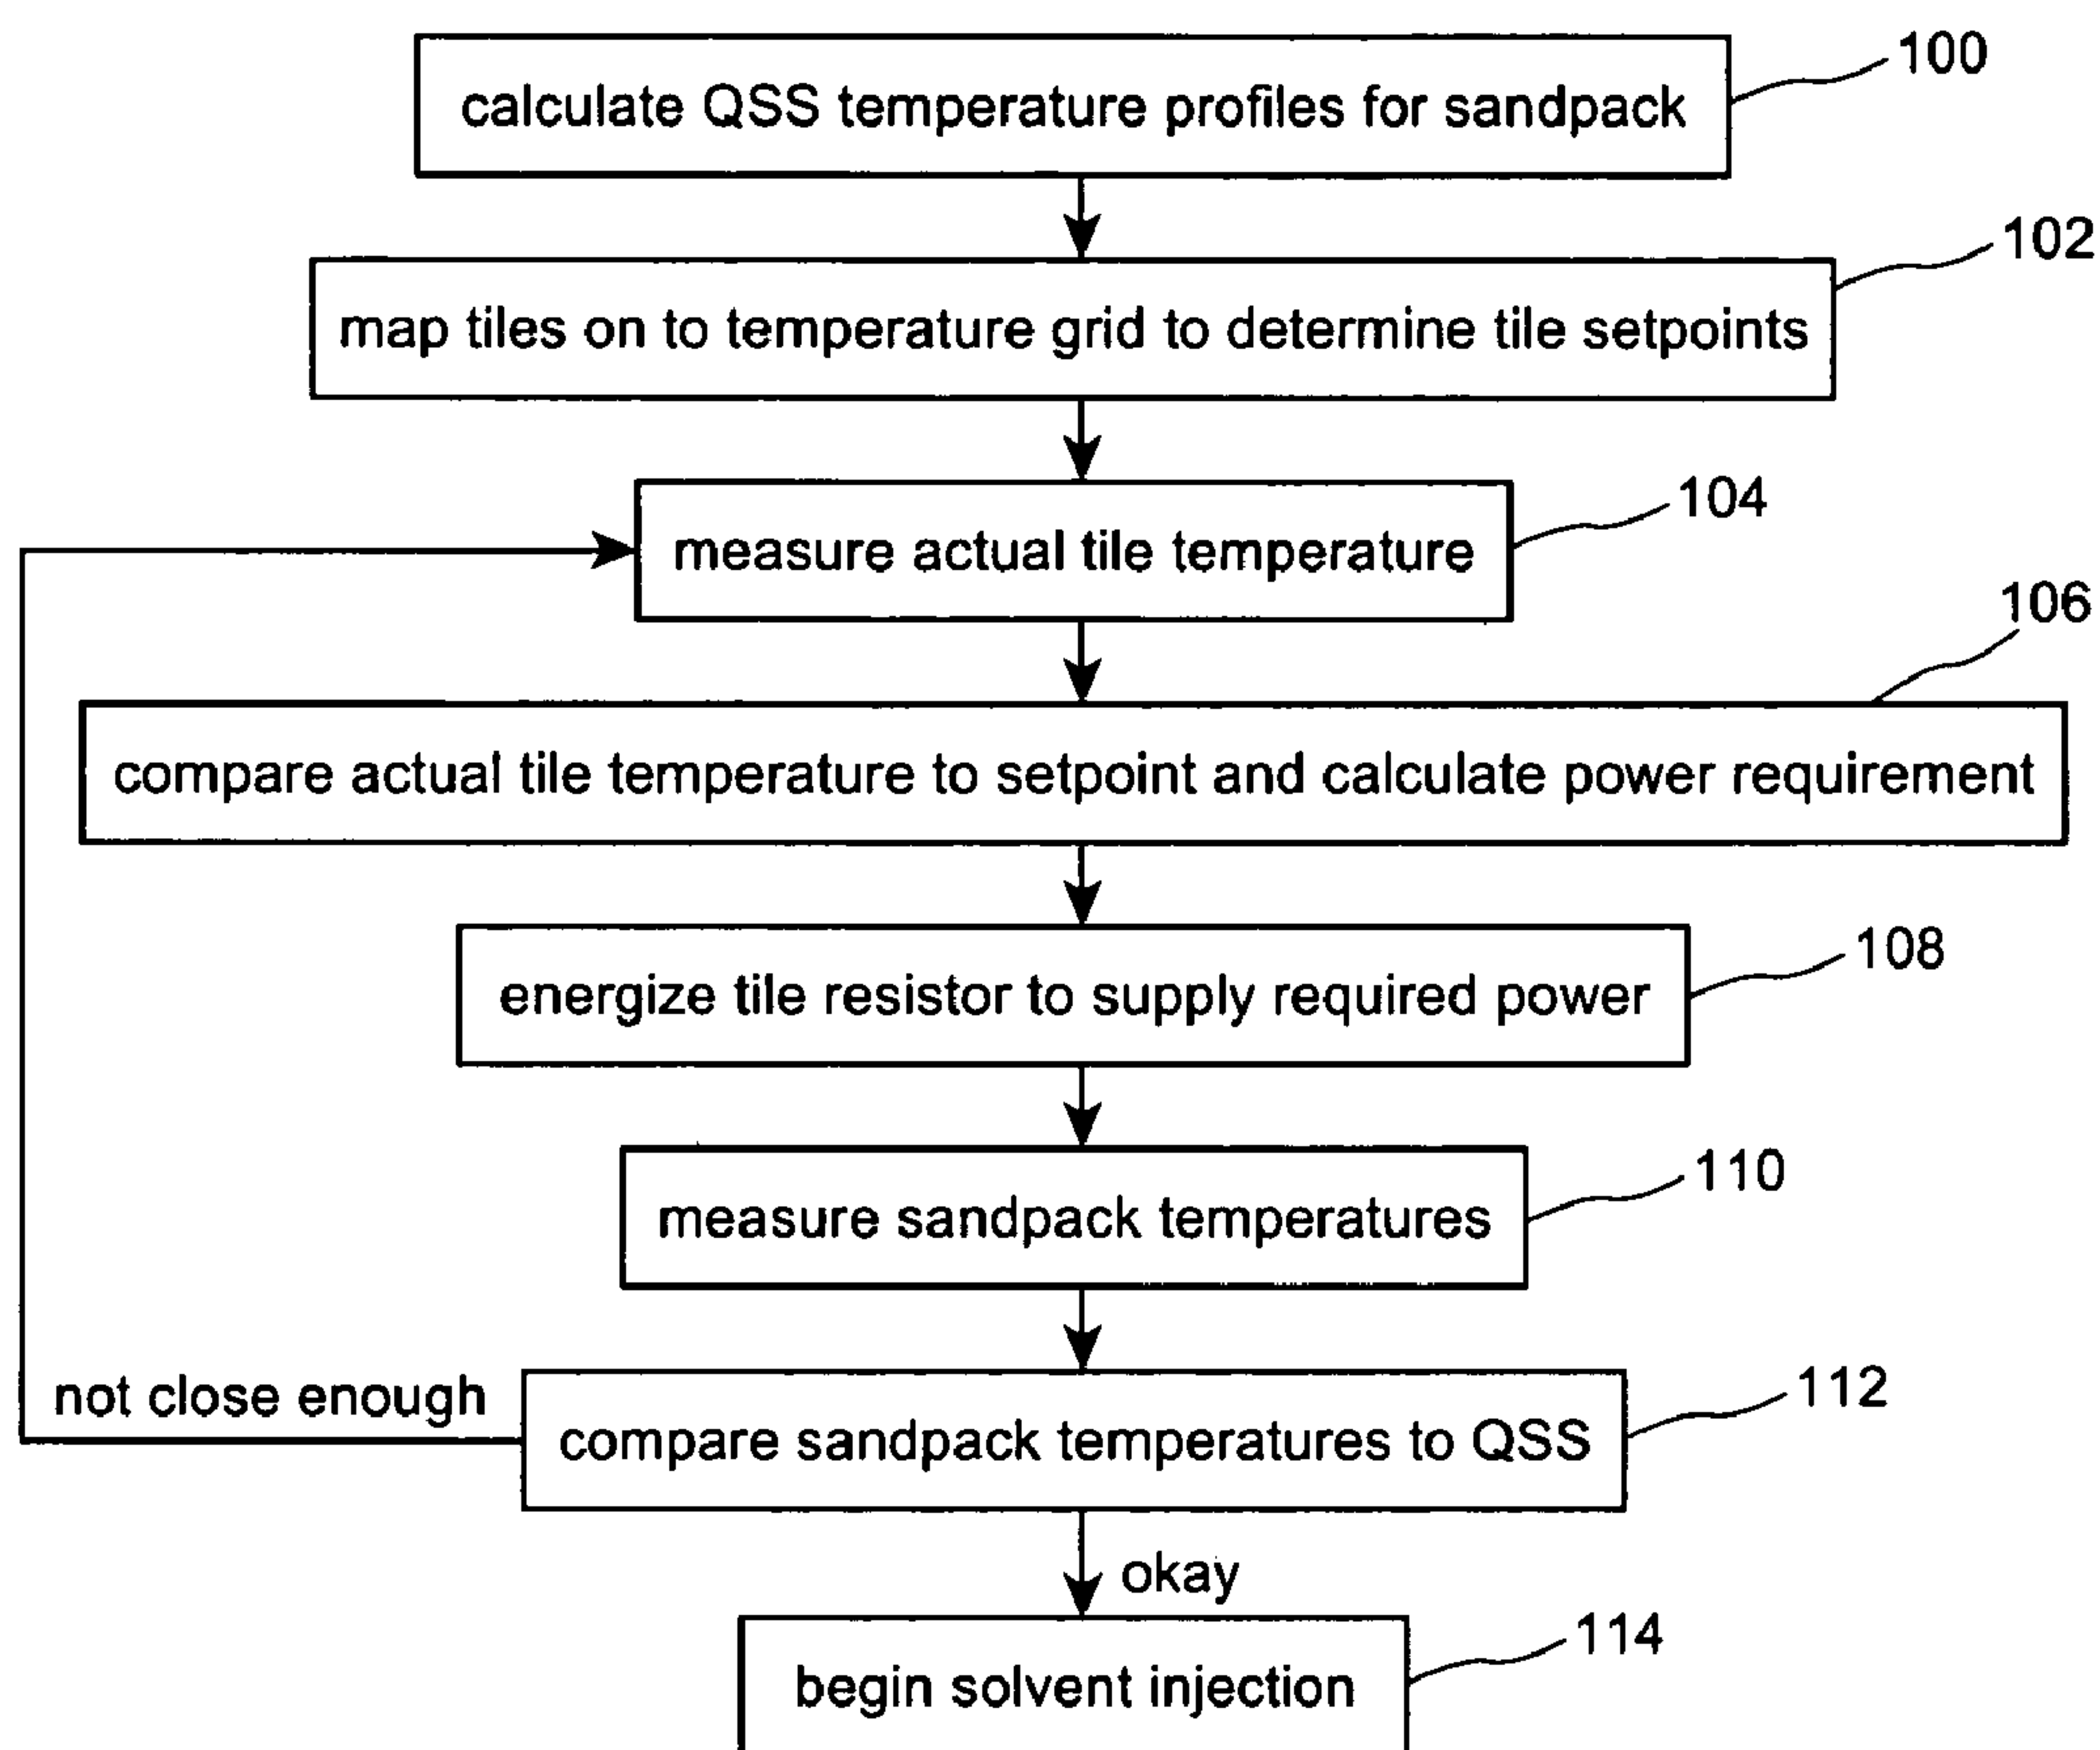 calculate QSS temperature profiles for sandpack
100
map tiles on to temperature grid to determine tile setpoints
102
measure actual tile temperature
104
compare actual tile temperature to setpoint and calculate power requirement
106
energize tile resistor to supply required power
108
measure sandpack temperatures
110
not close enough
compare sandpack temperatures to QSS
112
okay
begin solvent injection
114